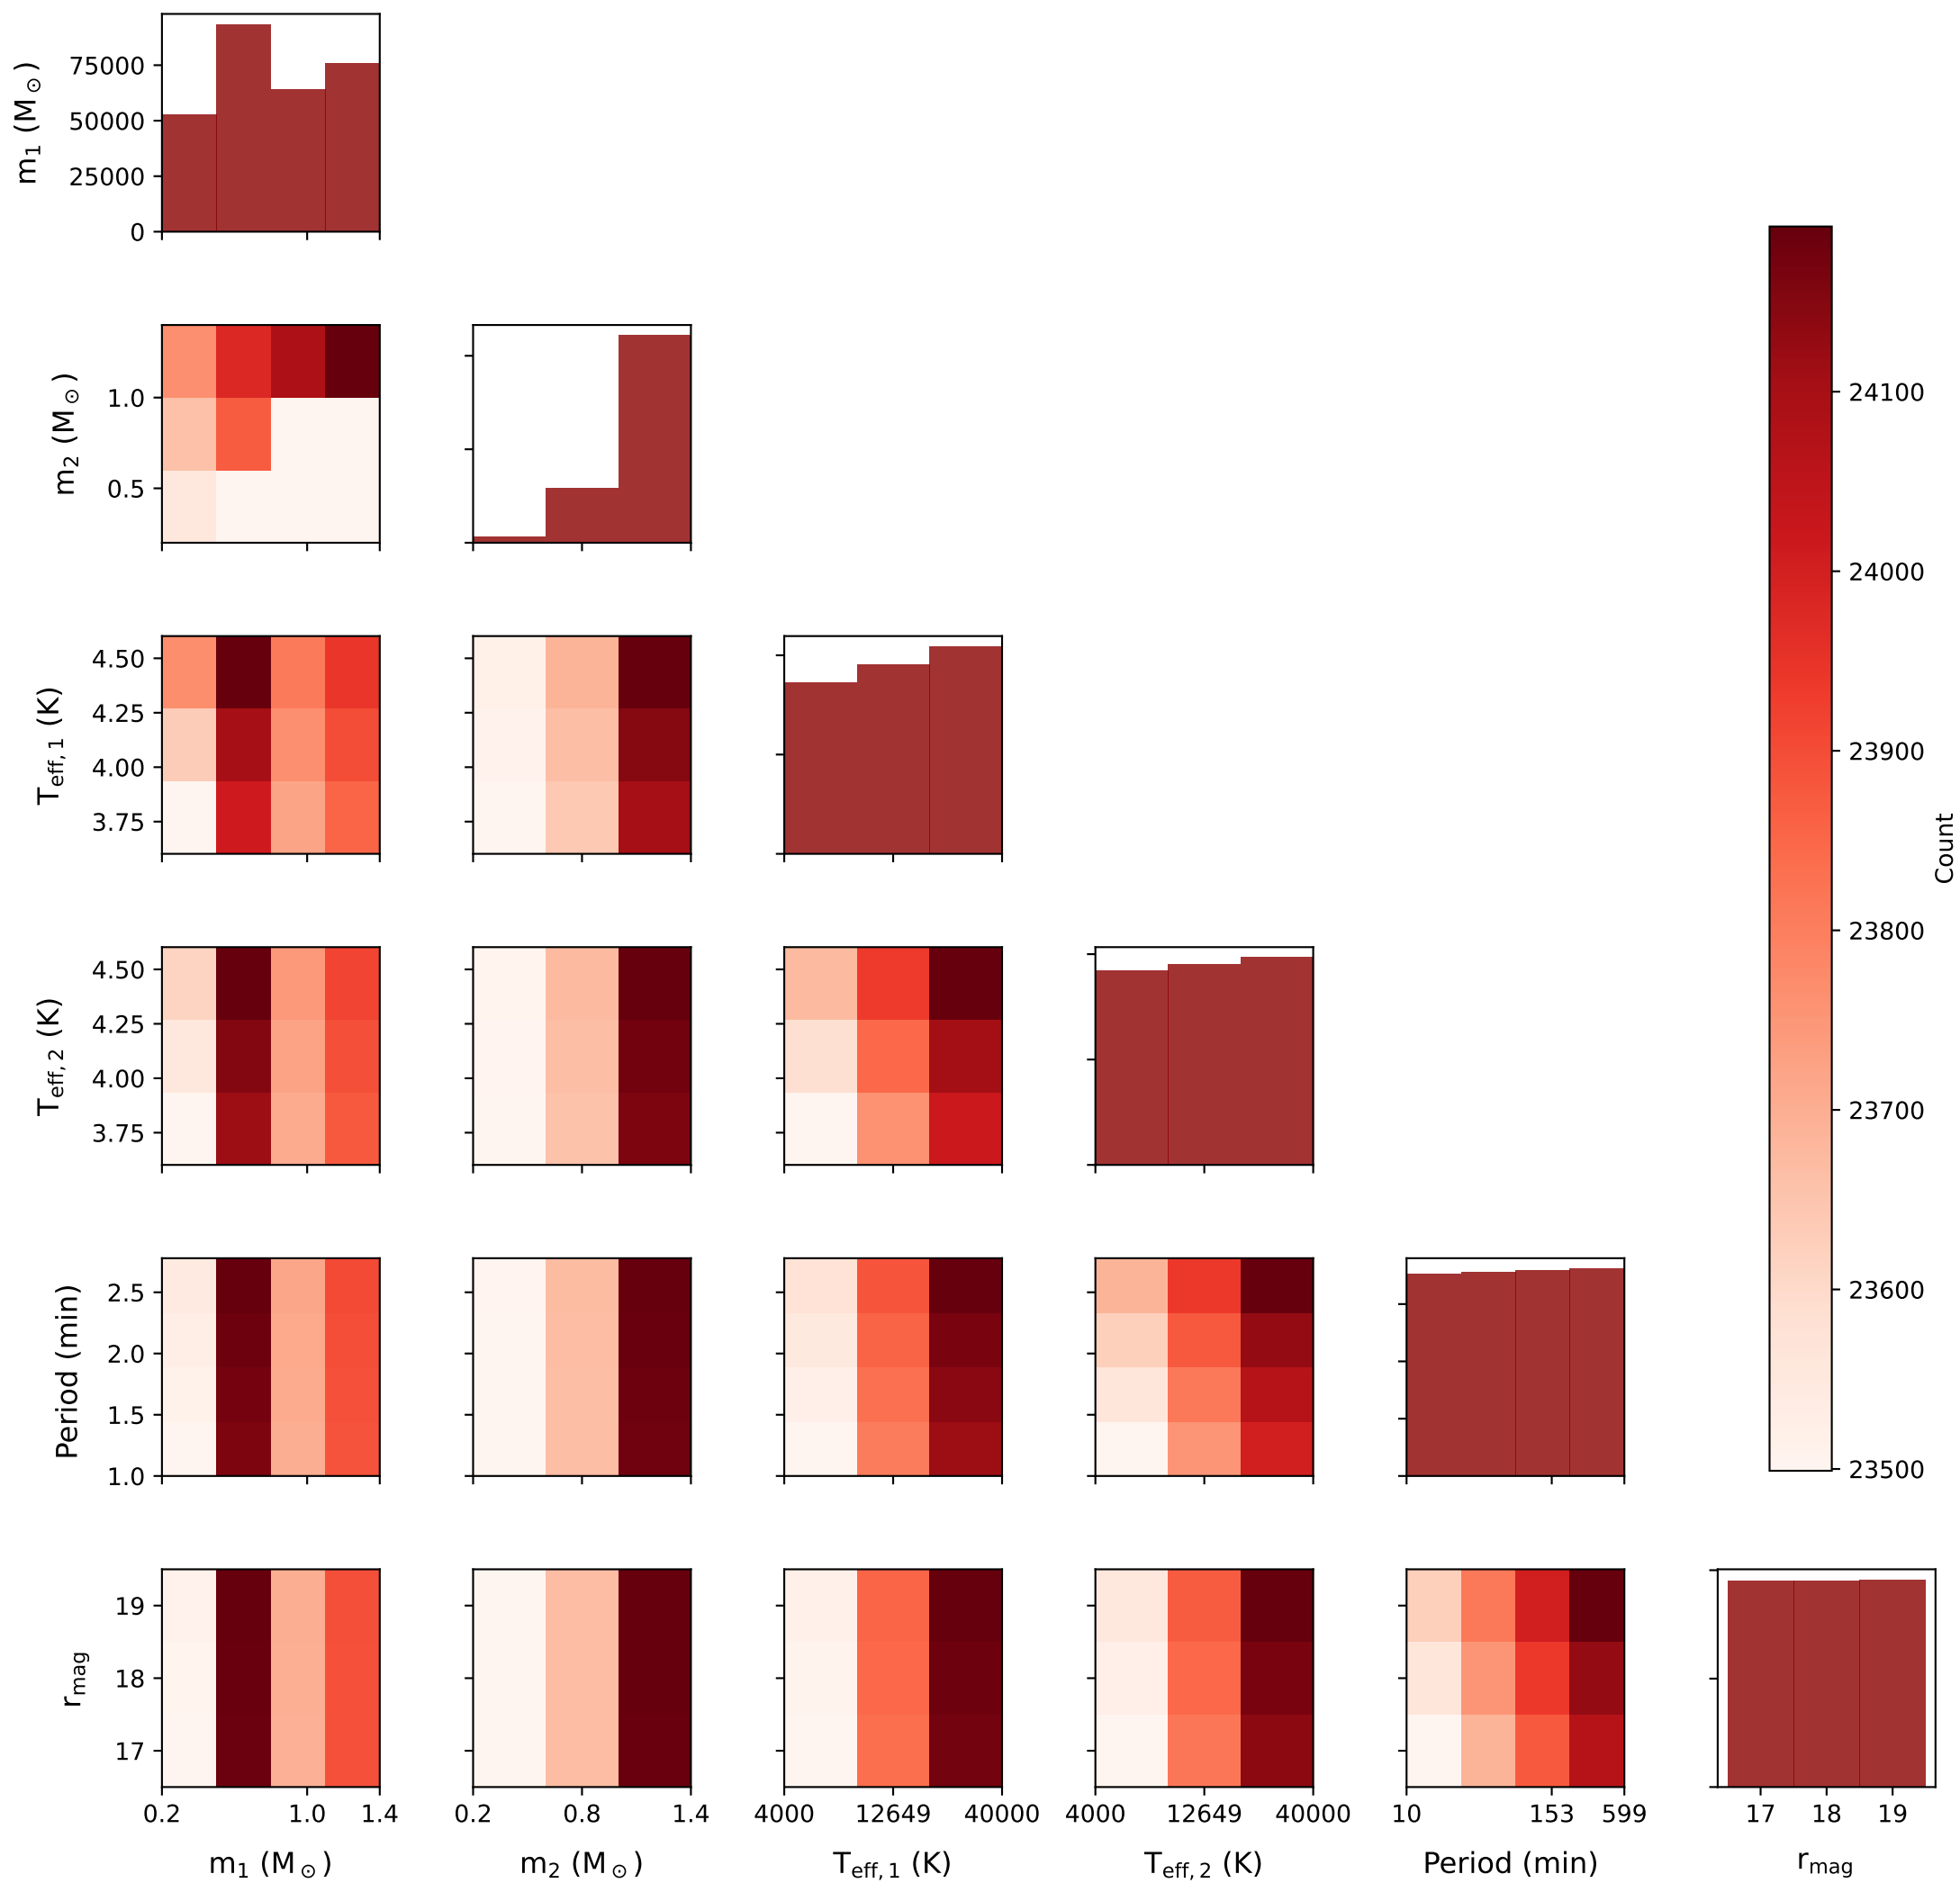 m₁ (M⊙)
75000
50000
25000
0
m₂ (M⊙)
1.0
0.5
T_eff, 1 (K)
4.50
4.25
4.00
3.75
T_eff, 2 (K)
4.50
4.25
4.00
3.75
Period (min)
2.5
2.0
1.5
1.0
r_mag
19
18
17
0.2 1.0 1.4
0.2 0.8 1.4
4000 12649 40000
4000 12649 40000
10 153 599
17 18 19
m₁ (M⊙)
m₂ (M⊙)
T_eff, 1 (K)
T_eff, 2 (K)
Period (min)
r_mag
24100
24000
23900
23800
23700
23600
23500
Count